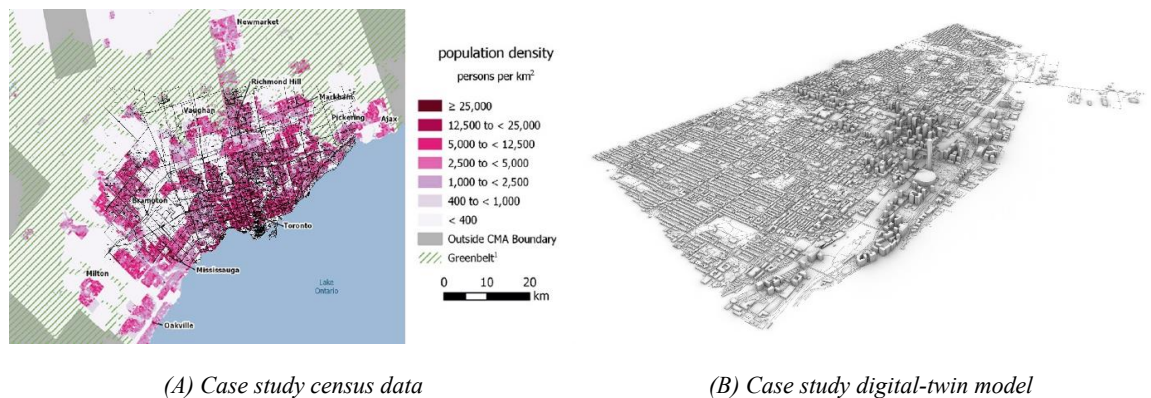 Newmarket
Richmond Hill
Vaughan
Markham
Pickering
Ajax
Brampton
Toronto
Mississauga
Milton
Lake
Ontario
Oakville
population density
persons per km²
≥ 25,000
12,500 to < 25,000
5,000 to < 12,500
2,500 to < 5,000
1,000 to < 2,500
400 to < 1,000
< 400
Outside CMA Boundary
Greenbelt¹
0 10 20
km
(A) Case study census data
(B) Case study digital-twin model